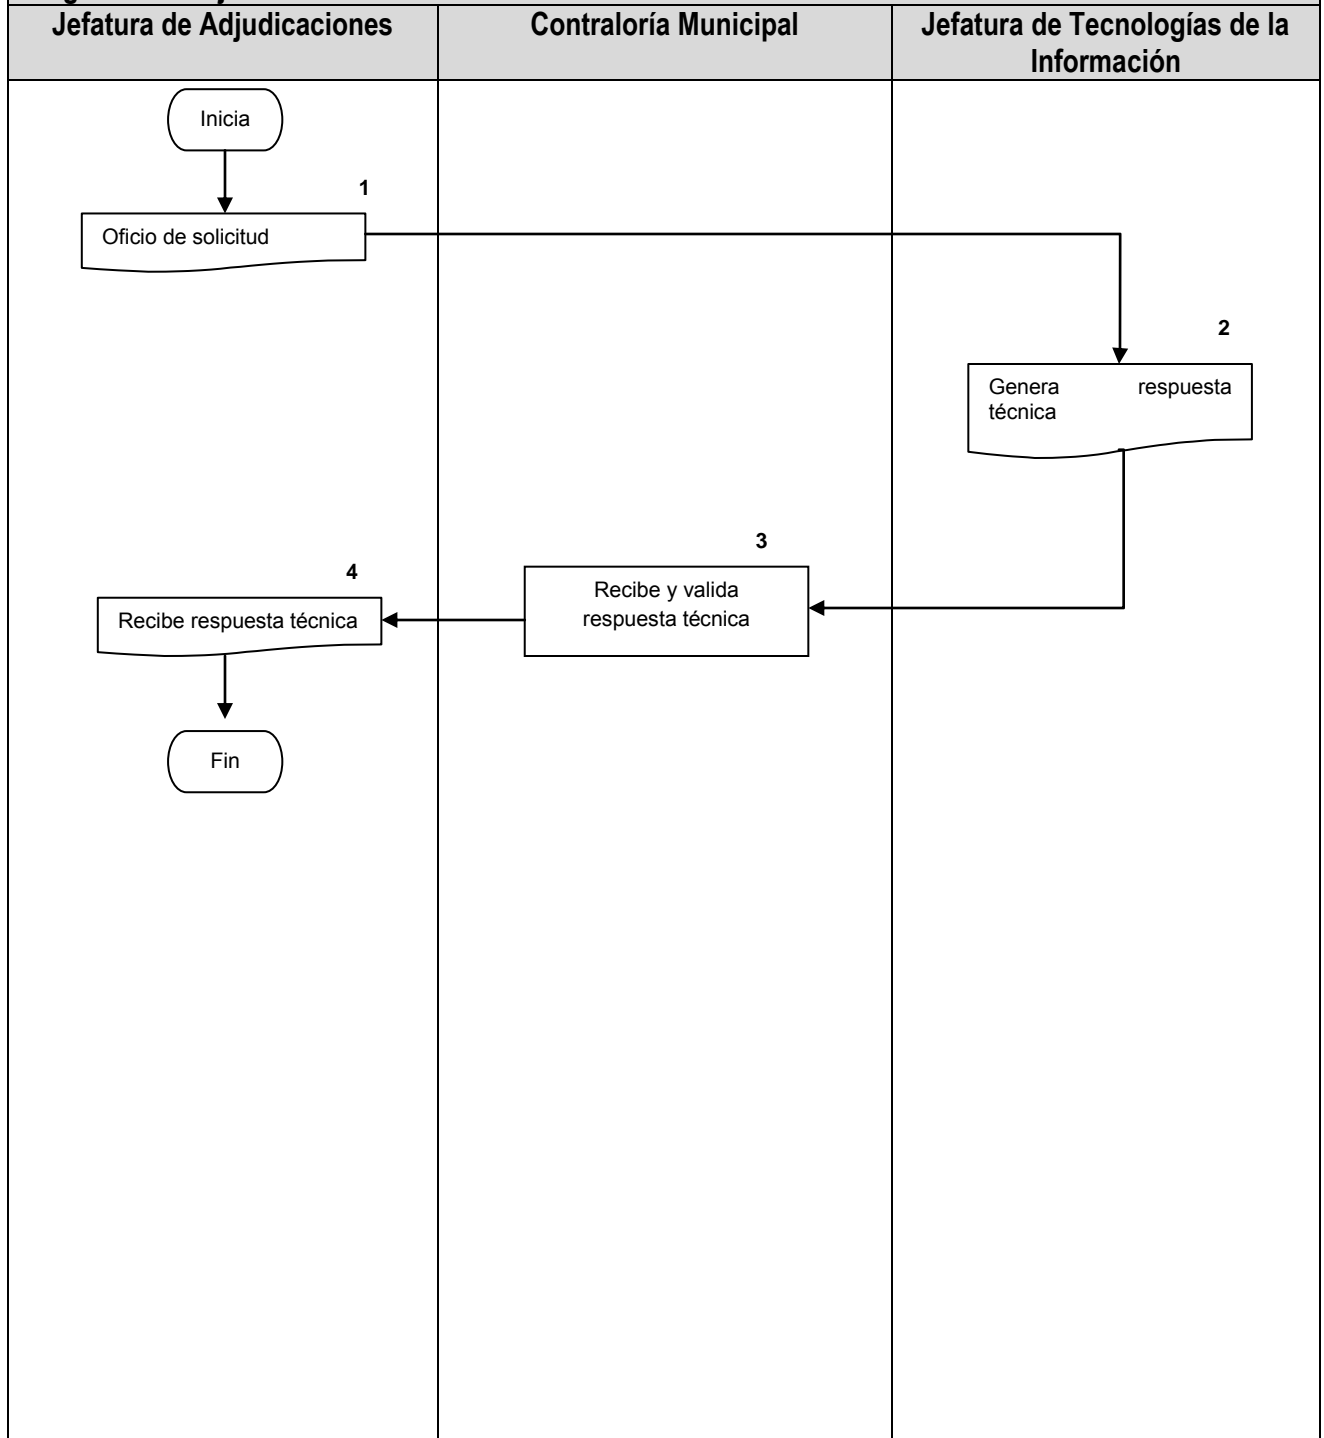 Jefatura de Adjudicaciones
Contraloría Municipal
Jefatura de Tecnologías de la
Información
Inicia
1
Oficio de solicitud
2
Genera respuesta
técnica
3
Recibe y valida
respuesta técnica
4
Recibe respuesta técnica
Fin